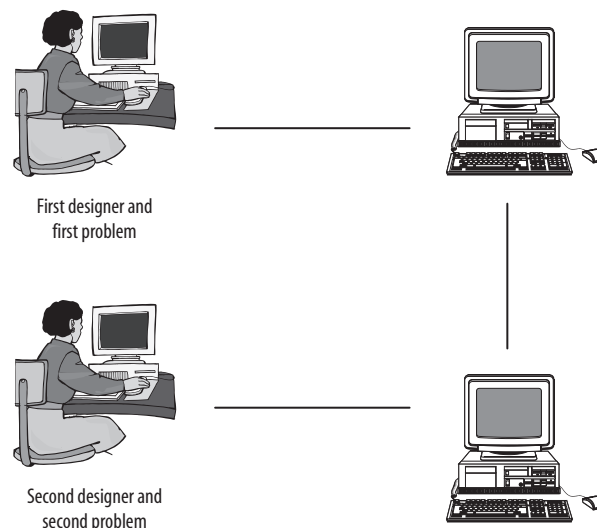 First designer and
first problem
Second designer and
second problem